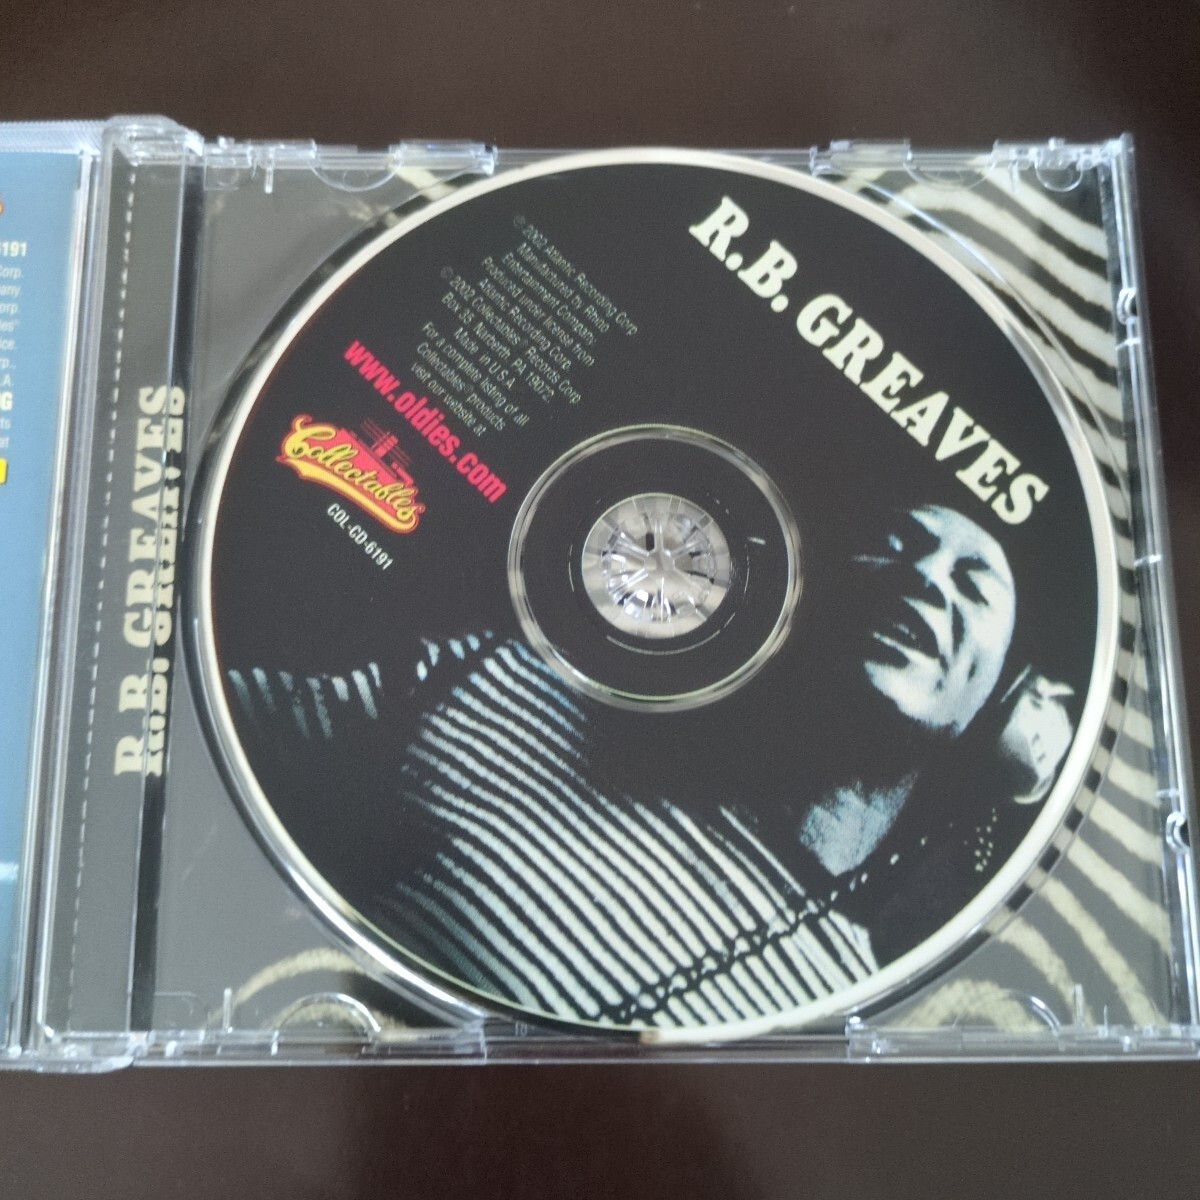 6191
Corp.
R.B. GREAVES
R.B. GREAVES
℗ 2002 Atlantic Recording Corp.
Manufactured by Rhino
Entertainment Company
Produced under license from
Atlantic Recording Corp.
© 2002 Collectables® Records Corp.
Box 35, Narberth, PA 19072.
Made in U.S.A.
For a complete listing of all
Collectables® products
visit our website at
www.oldies.com
Collectables
COL-CD-6191